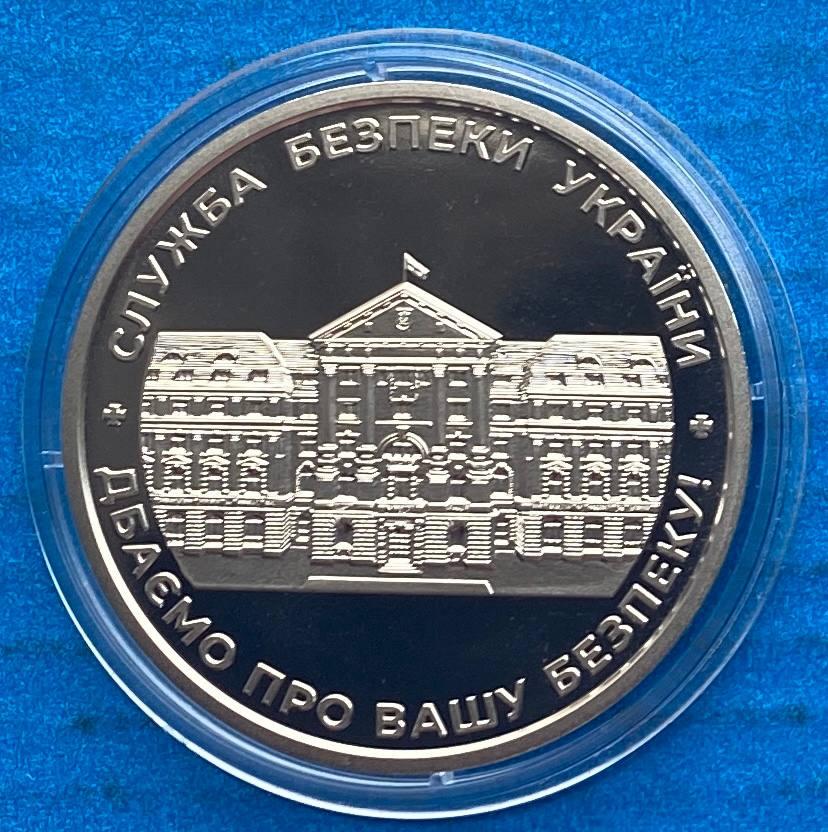 СЛУЖБА БЕЗПЕКИ УКРАЇНИ
ДБАЄМО ПРО ВАШУ БЕЗПЕКУ!